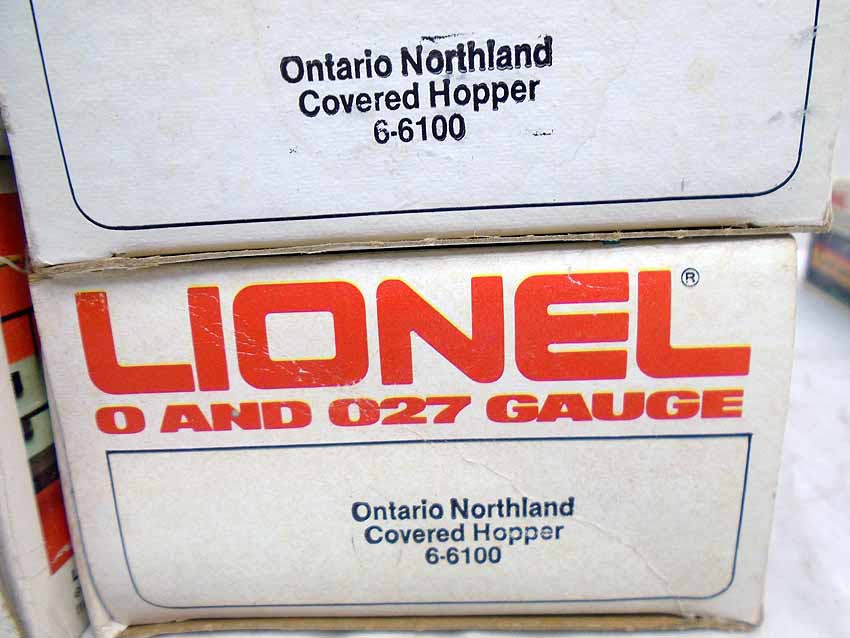 Ontario Northland
Covered Hopper
6-6100
LIONEL®
O AND O27 GAUGE
Ontario Northland
Covered Hopper
6-6100